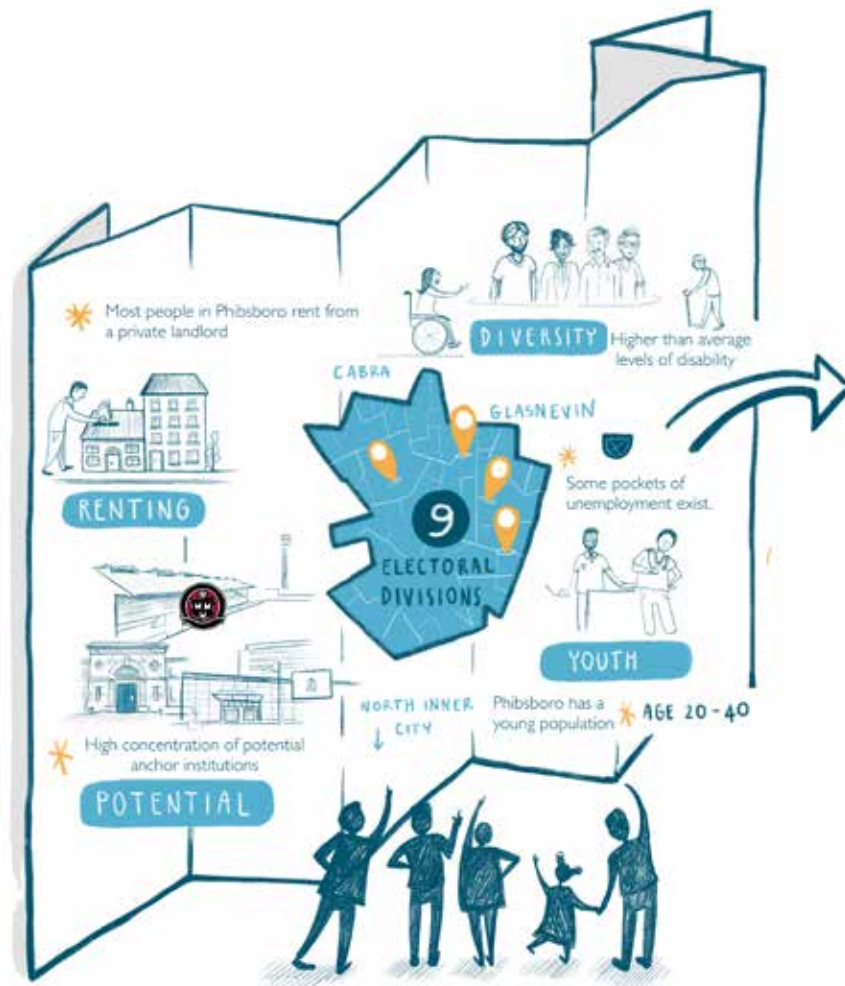 Most people in Phibsboro rent from
a private landlord
RENTING
DIVERSITY
Higher than average
levels of disability
CABRA
GLASNEVIN
9
ELECTORAL
DIVISIONS
Some pockets of
unemployment exist.
YOUTH
Phibsboro has a
young population
AGE 20-40
NORTH INNER
CITY
High concentration of potential
anchor institutions
POTENTIAL